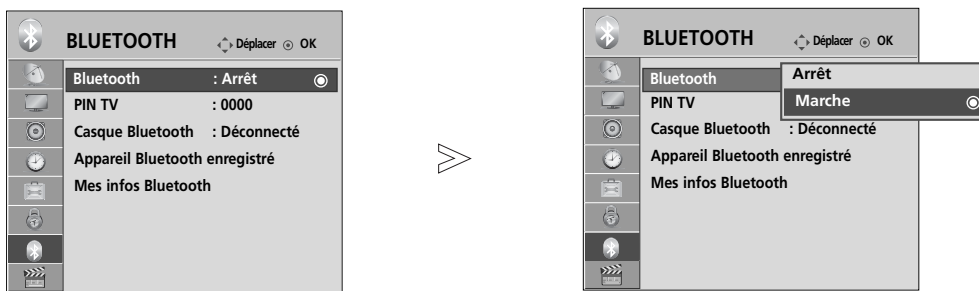 BLUETOOTH Déplacer OK
Bluetooth : Arrêt
PIN TV : 0000
Casque Bluetooth : Déconnecté
Appareil Bluetooth enregistré
Mes infos Bluetooth
BLUETOOTH Déplacer OK
Bluetooth
Arrêt
Marche
PIN TV
Casque Bluetooth : Déconnecté
Appareil Bluetooth enregistré
Mes infos Bluetooth